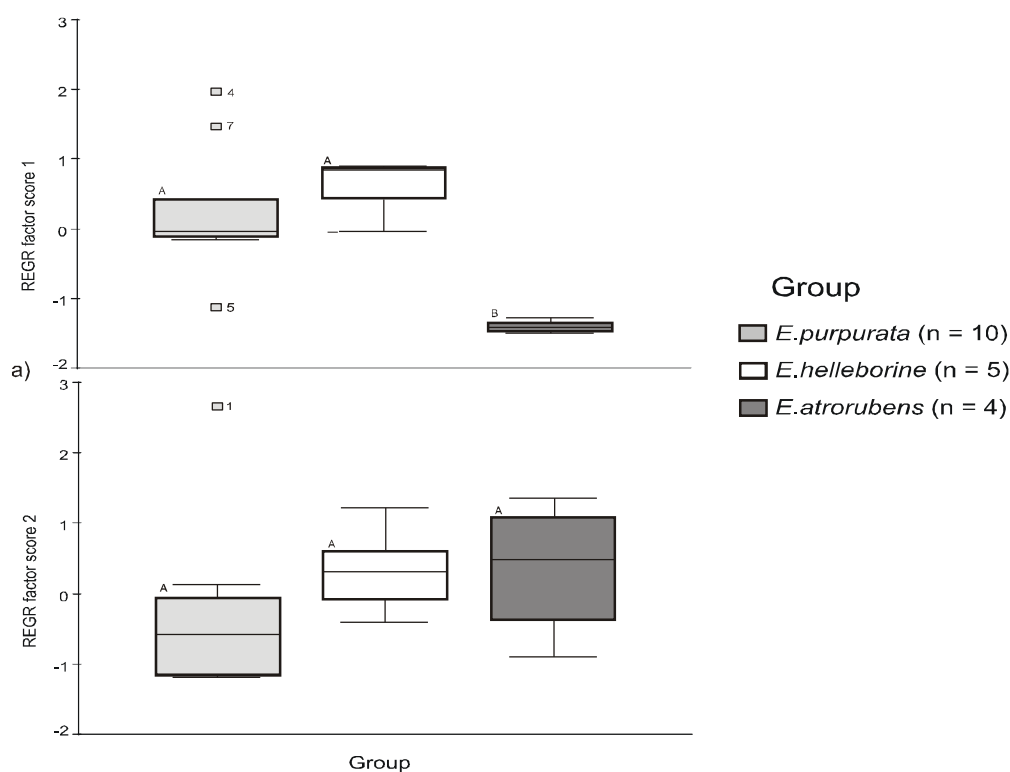 3
2
1
0
-1
-2
REGR factor score 1
4
7
A
5
A
B
a)
3
2
1
0
-1
-2
REGR factor score 2
1
A
A
A
Group
Group
E.purpurata (n = 10)
E.helleborine (n = 5)
E.atrorubens (n = 4)